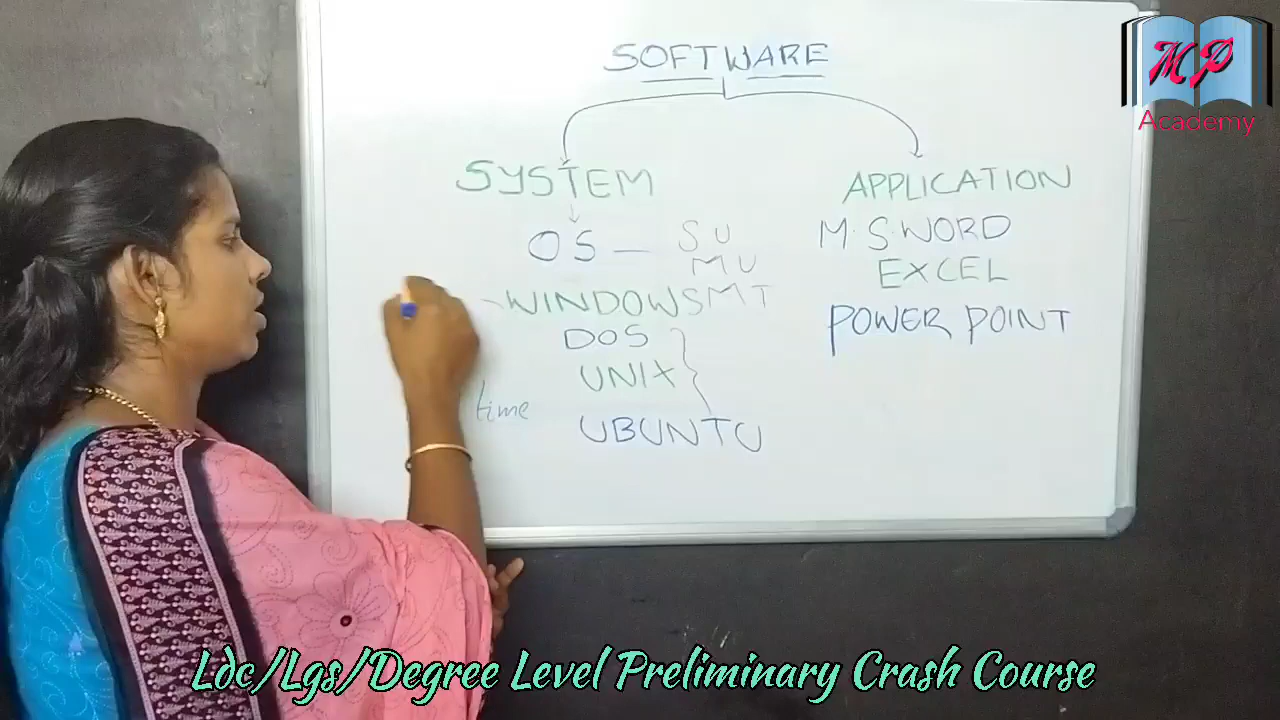 SOFTWARE
SYSTEM
APPLICATION
OS — SU
MU
M.S.WORD
EXCEL
WINDOWS MT
POWER POINT
DOS
UNIX
time
UBUNTU
MP
Academy
Ldc/Lgs/Degree Level Preliminary Crash Course